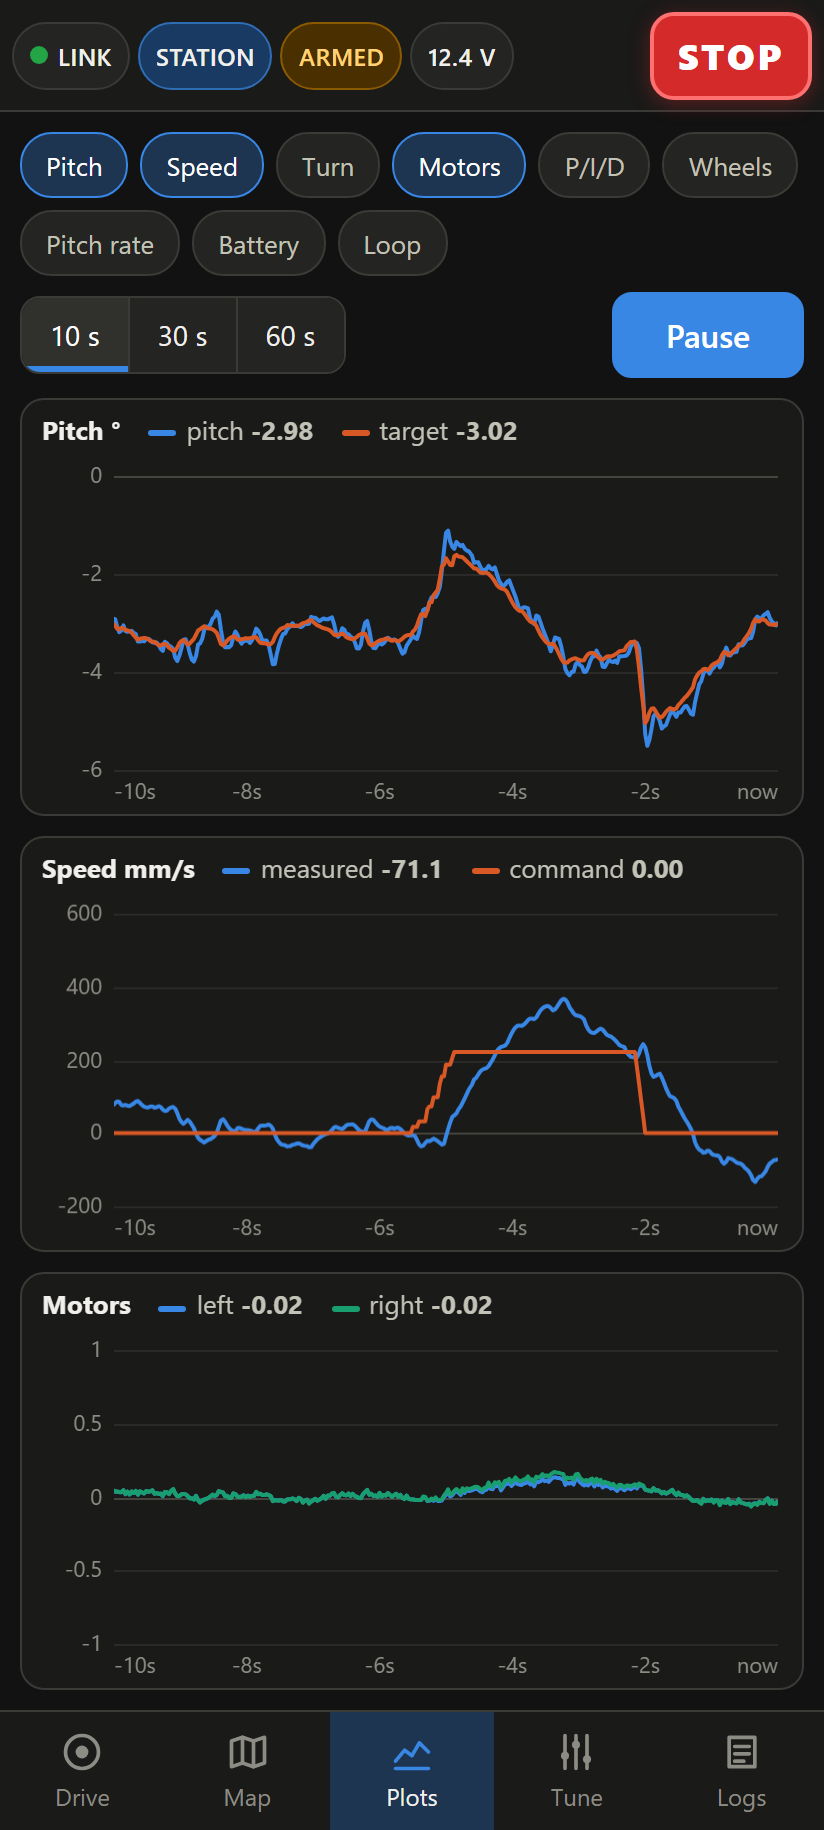 LINK STATION ARMED 12.4 V STOP
Pitch Speed Turn Motors P/I/D Wheels
Pitch rate Battery Loop
10 s 30 s 60 s Pause
Pitch ° pitch -2.98 target -3.02
0
-2
-4
-6
-10s -8s -6s -4s -2s now
Speed mm/s measured -71.1 command 0.00
600
400
200
0
-200
-10s -8s -6s -4s -2s now
Motors left -0.02 right -0.02
1
0.5
0
-0.5
-1
-10s -8s -6s -4s -2s now
Drive Map Plots Tune Logs